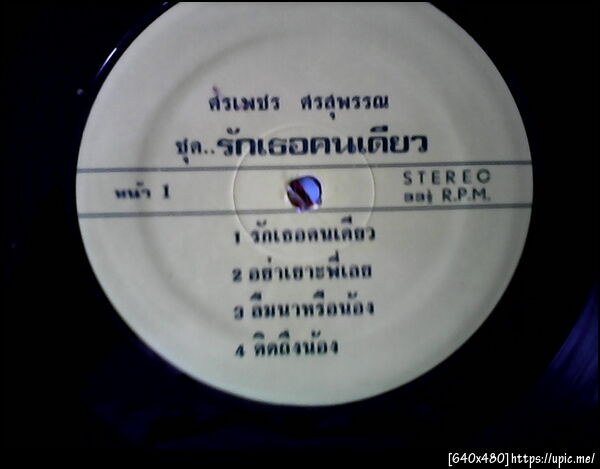 ศรเพชร ศรสุพรรณ
ชุด..รักเธอคนเดียว
หน้า 1
STEREO
33⅓ R.P.M.
1 รักเธอคนเดียว
2 อย่าเยาะพี่เลย
3 ลืมนาหรือน้อง
4 คิดถึงน้อง
[640x480]https://upic.me/